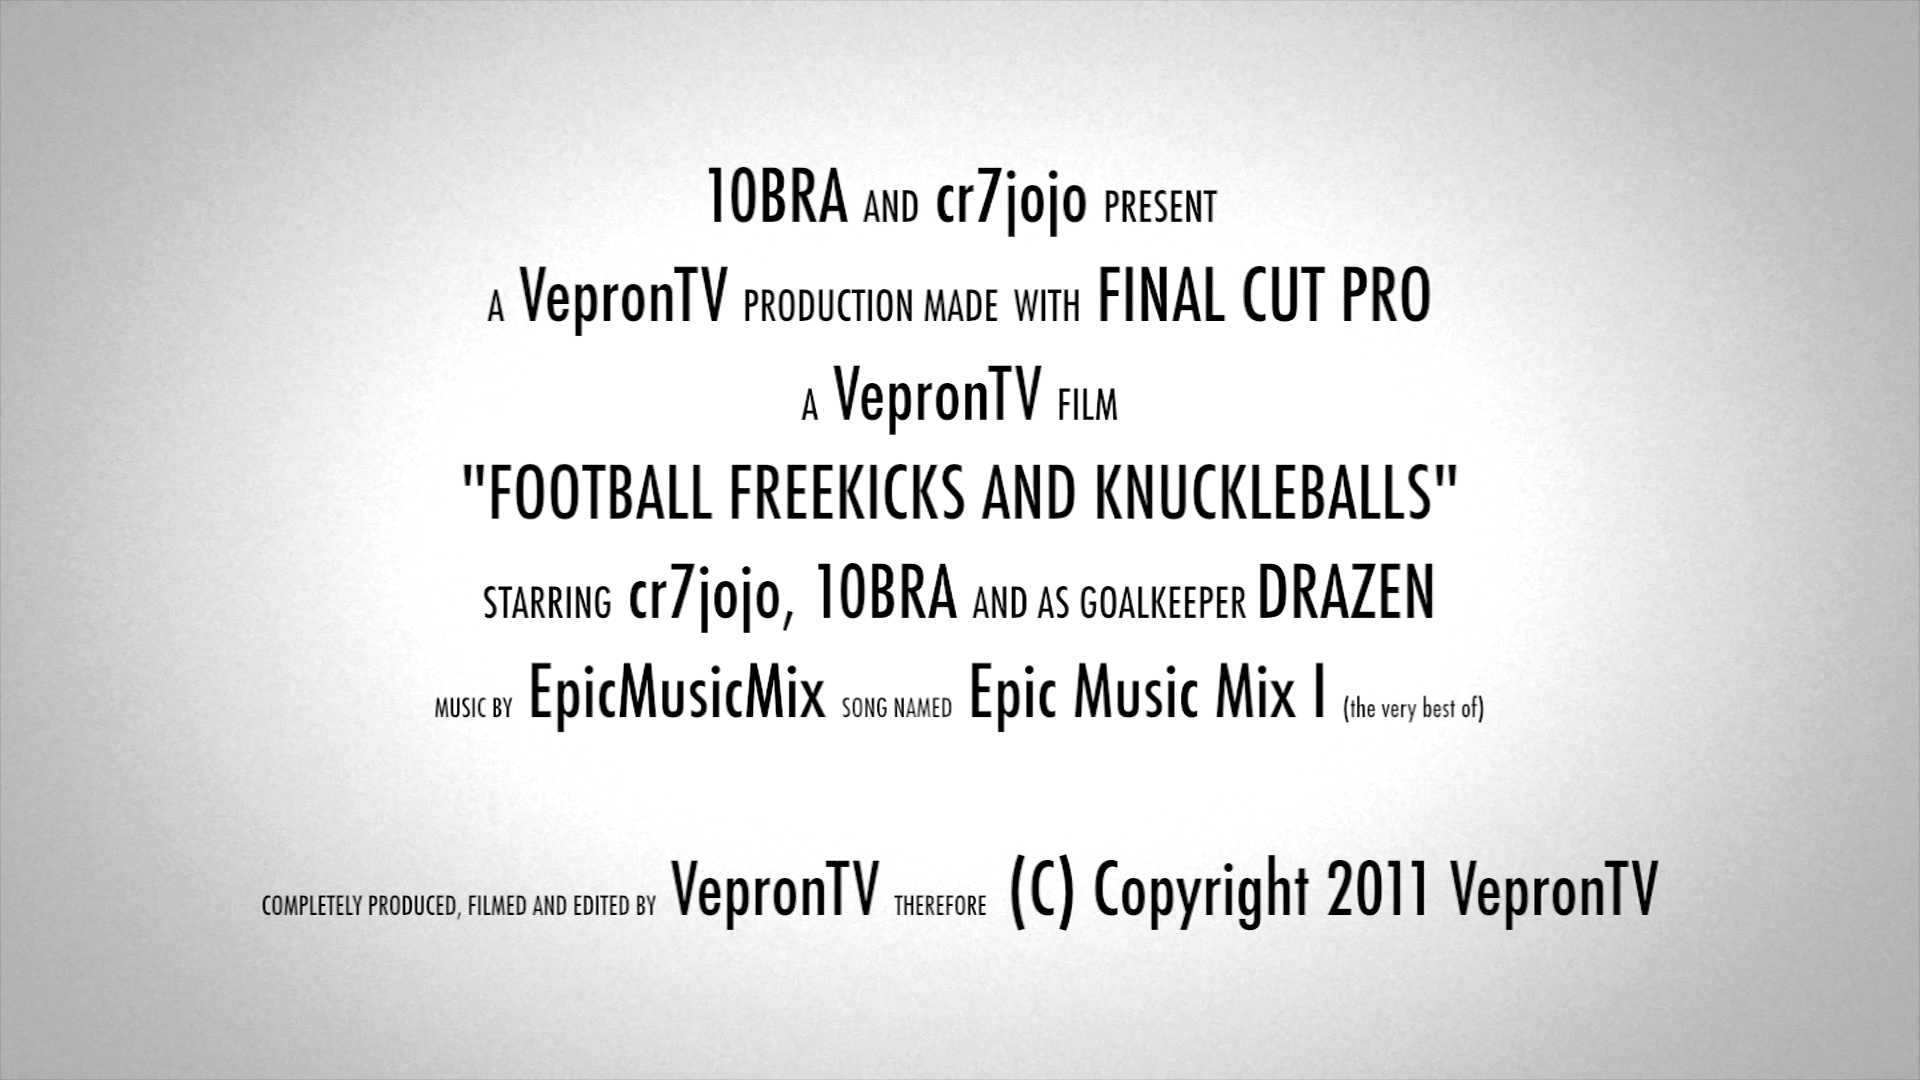 10BRA AND cr7jojo PRESENT
A VepronTV PRODUCTION MADE WITH FINAL CUT PRO
A VepronTV FILM
"FOOTBALL FREEKICKS AND KNUCKLEBALLS"
STARRING cr7jojo, 10BRA AND AS GOALKEEPER DRAZEN
MUSIC BY EpicMusicMix SONG NAMED Epic Music Mix I (the very best of)
COMPLETELY PRODUCED, FILMED AND EDITED BY VepronTV THEREFORE (C) Copyright 2011 VepronTV